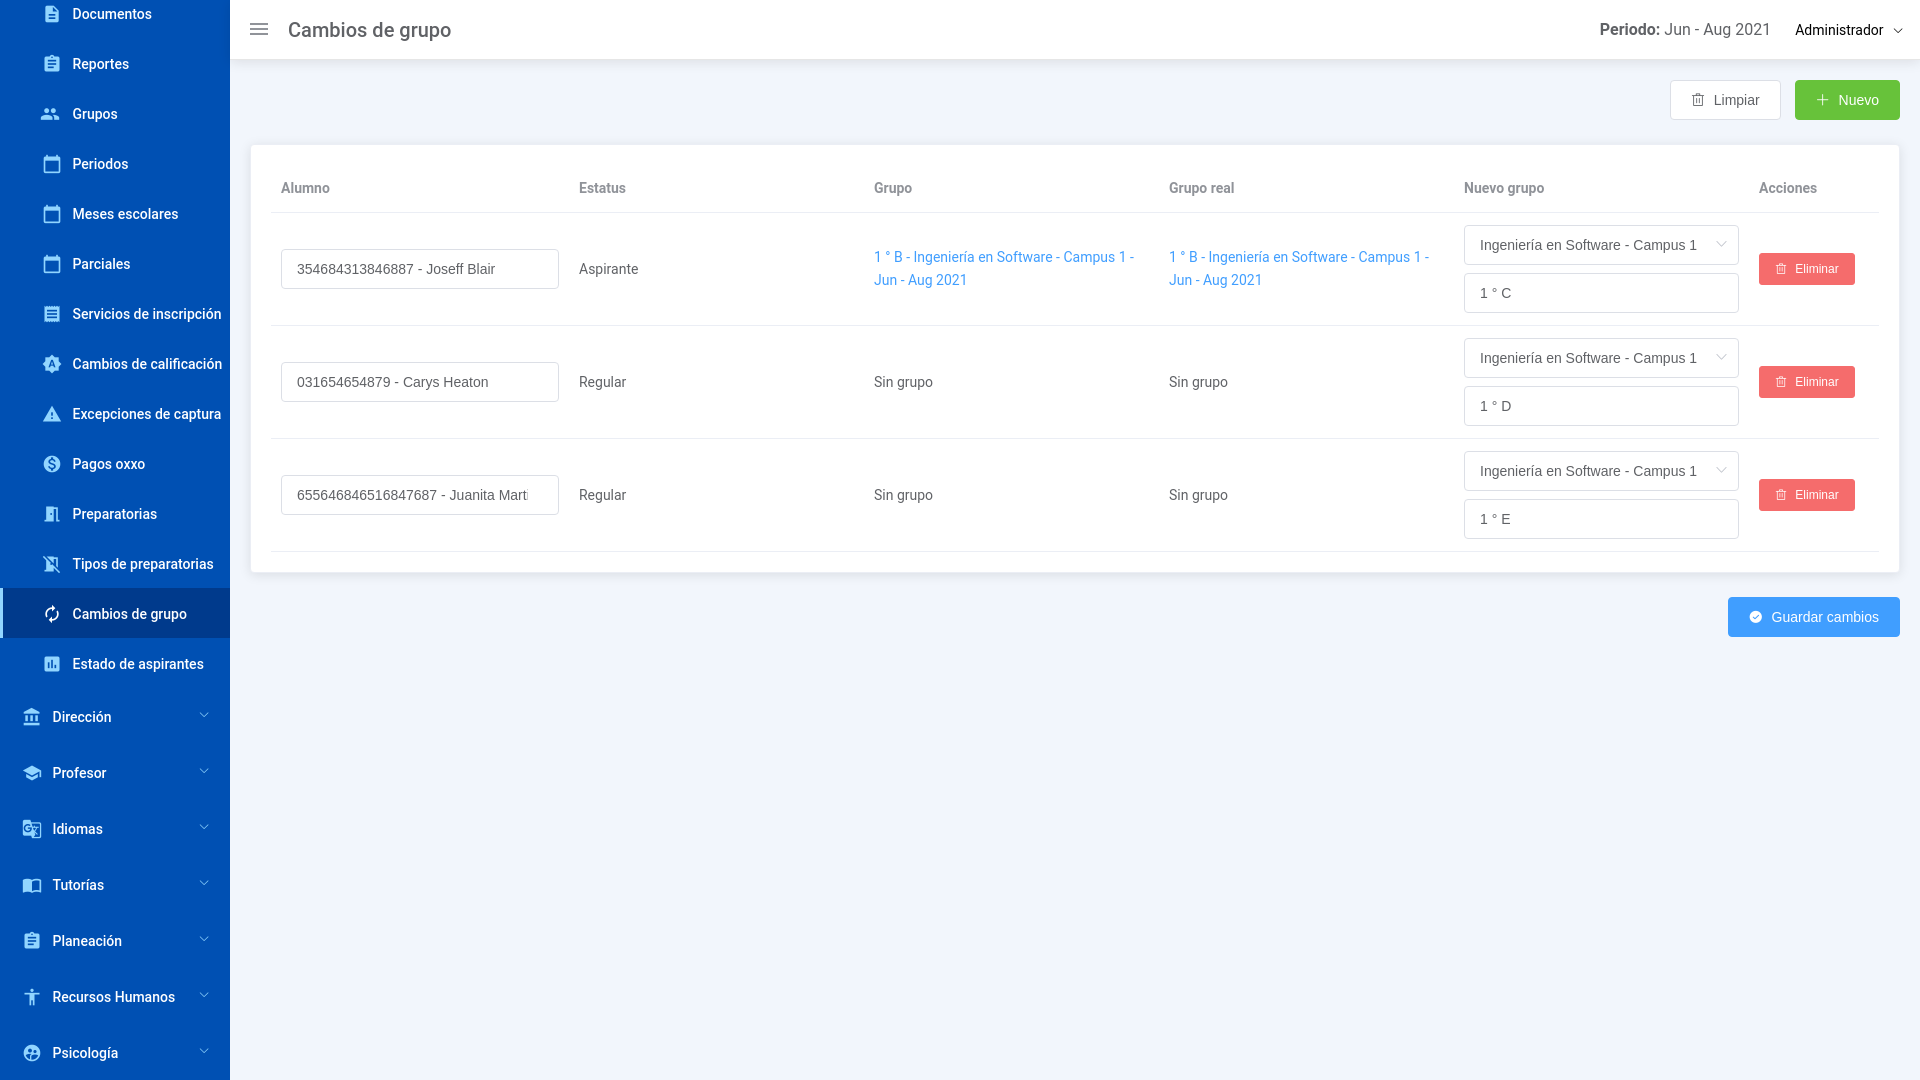 Documentos
Reportes
Grupos
Periodos
Meses escolares
Parciales
Servicios de inscripción
Cambios de calificación
Excepciones de captura
Pagos oxxo
Preparatorias
Tipos de preparatorias
Cambios de grupo
Estado de aspirantes
Dirección
Profesor
Idiomas
Tutorías
Planeación
Recursos Humanos
Psicología
Cambios de grupo
Periodo: Jun - Aug 2021
Administrador
Limpiar
Nuevo
Alumno Estatus Grupo Grupo real Nuevo grupo Acciones
354684313846887 - Joseff Blair
Aspirante
1 ° B - Ingeniería en Software - Campus 1 -
Jun - Aug 2021
1 ° B - Ingeniería en Software - Campus 1 -
Jun - Aug 2021
Ingeniería en Software - Campus 1
1 ° C
Eliminar
031654654879 - Carys Heaton
Regular
Sin grupo
Sin grupo
Ingeniería en Software - Campus 1
1 ° D
Eliminar
655646846516847687 - Juanita Mart
Regular
Sin grupo
Sin grupo
Ingeniería en Software - Campus 1
1 ° E
Eliminar
Guardar cambios